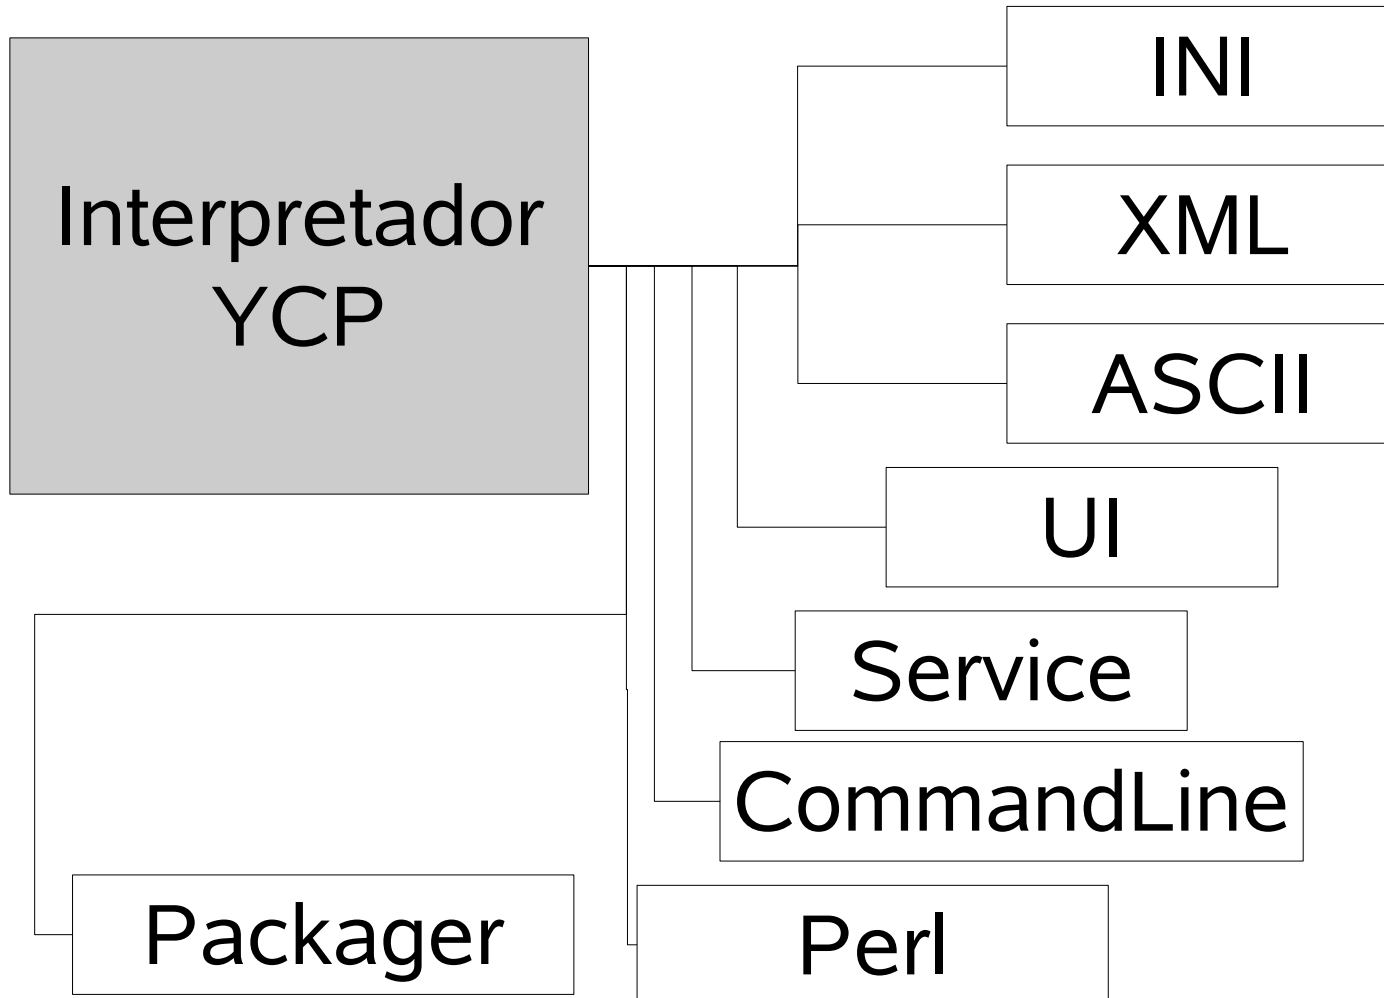 Interpretador
YCP
INI
XML
ASCII
UI
Service
CommandLine
Packager
Perl